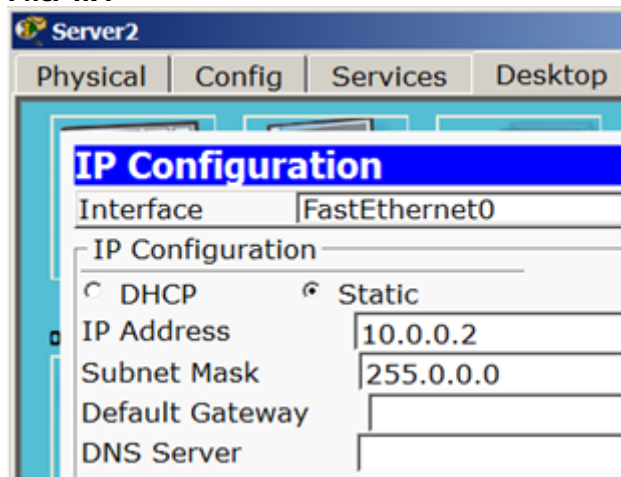 Server2
Physical Config Services Desktop
IP Configuration
Interface FastEthernet0
IP Configuration
DHCP Static
IP Address 10.0.0.2
Subnet Mask 255.0.0.0
Default Gateway
DNS Server